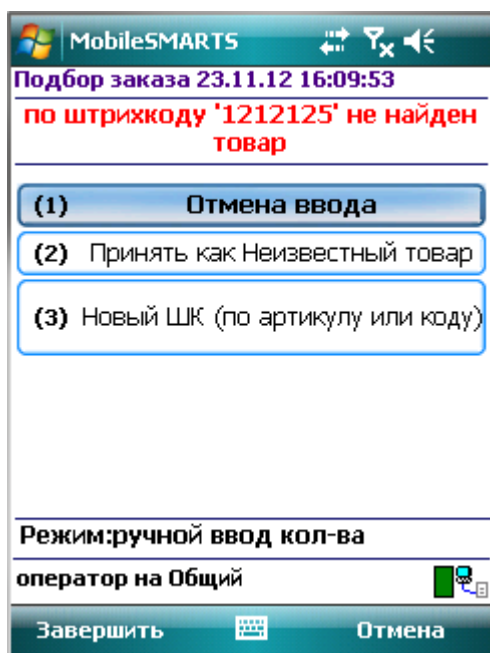 MobileSMARTS
Подбор заказа 23.11.12 16:09:53
по штрихкоду '1212125' не найден
товар
(1) Отмена ввода
(2) Принять как Неизвестный товар
(3) Новый ШК (по артикулу или коду)
Режим:ручной ввод кол-ва
оператор на Общий
Завершить Отмена